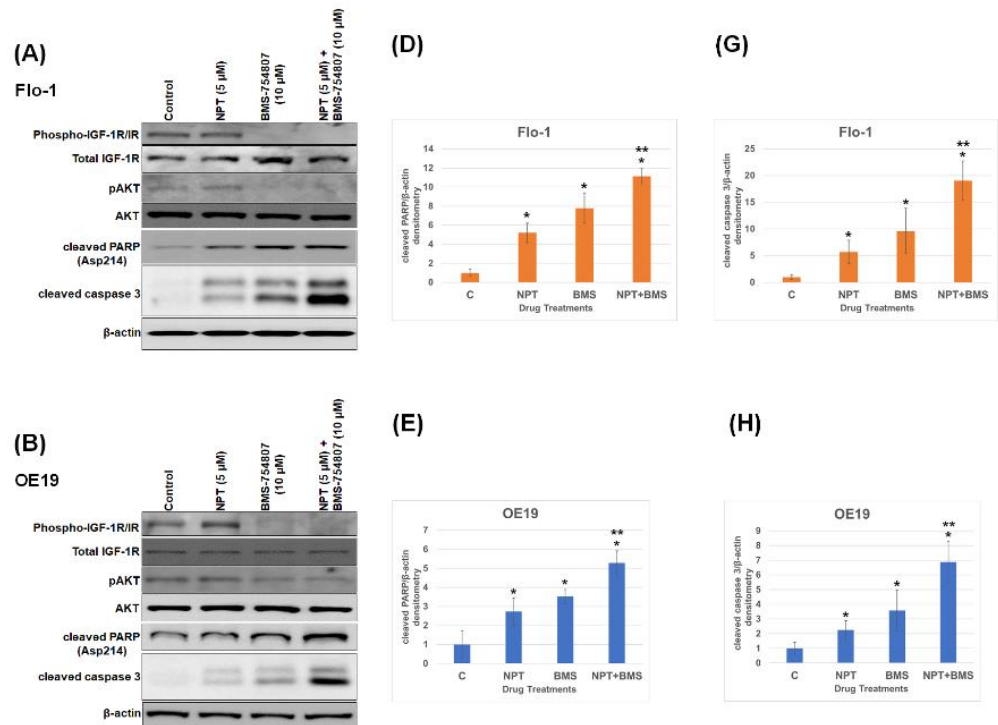 (A)
Flo-1
Control
NPT (5 µM)
BMS-754807
(10 µM)
NPT (5 µM) +
BMS-754807 (10 µM)
Phospho-IGF-1R/IR
Total IGF-1R
pAKT
AKT
cleaved PARP
(Asp214)
cleaved caspase 3
β-actin
(D)
Flo-1
cleaved PARP/β-actin
densitometry
14
12
10
8
6
4
2
0
*
*
**
*
C
NPT
BMS
NPT+BMS
Drug Treatments
(G)
Flo-1
cleaved caspase 3/β-actin
densitometry
25
20
15
10
5
0
*
*
**
*
C
NPT
BMS
NPT+BMS
Drug Treatments
(B)
OE19
Control
NPT (5 µM)
BMS-754807
(10 µM)
NPT (5 µM) +
BMS-754807 (10 µM)
Phospho-IGF-1R/IR
Total IGF-1R
pAKT
AKT
cleaved PARP
(Asp214)
cleaved caspase 3
β-actin
(E)
OE19
cleaved PARP/β-actin
densitometry
7
6
5
4
3
2
1
0
*
*
**
*
C
NPT
BMS
NPT+BMS
Drug Treatments
(H)
OE19
cleaved caspase 3/β-actin
densitometry
9
8
7
6
5
4
3
2
1
0
*
*
**
*
C
NPT
BMS
NPT+BMS
Drug Treatments